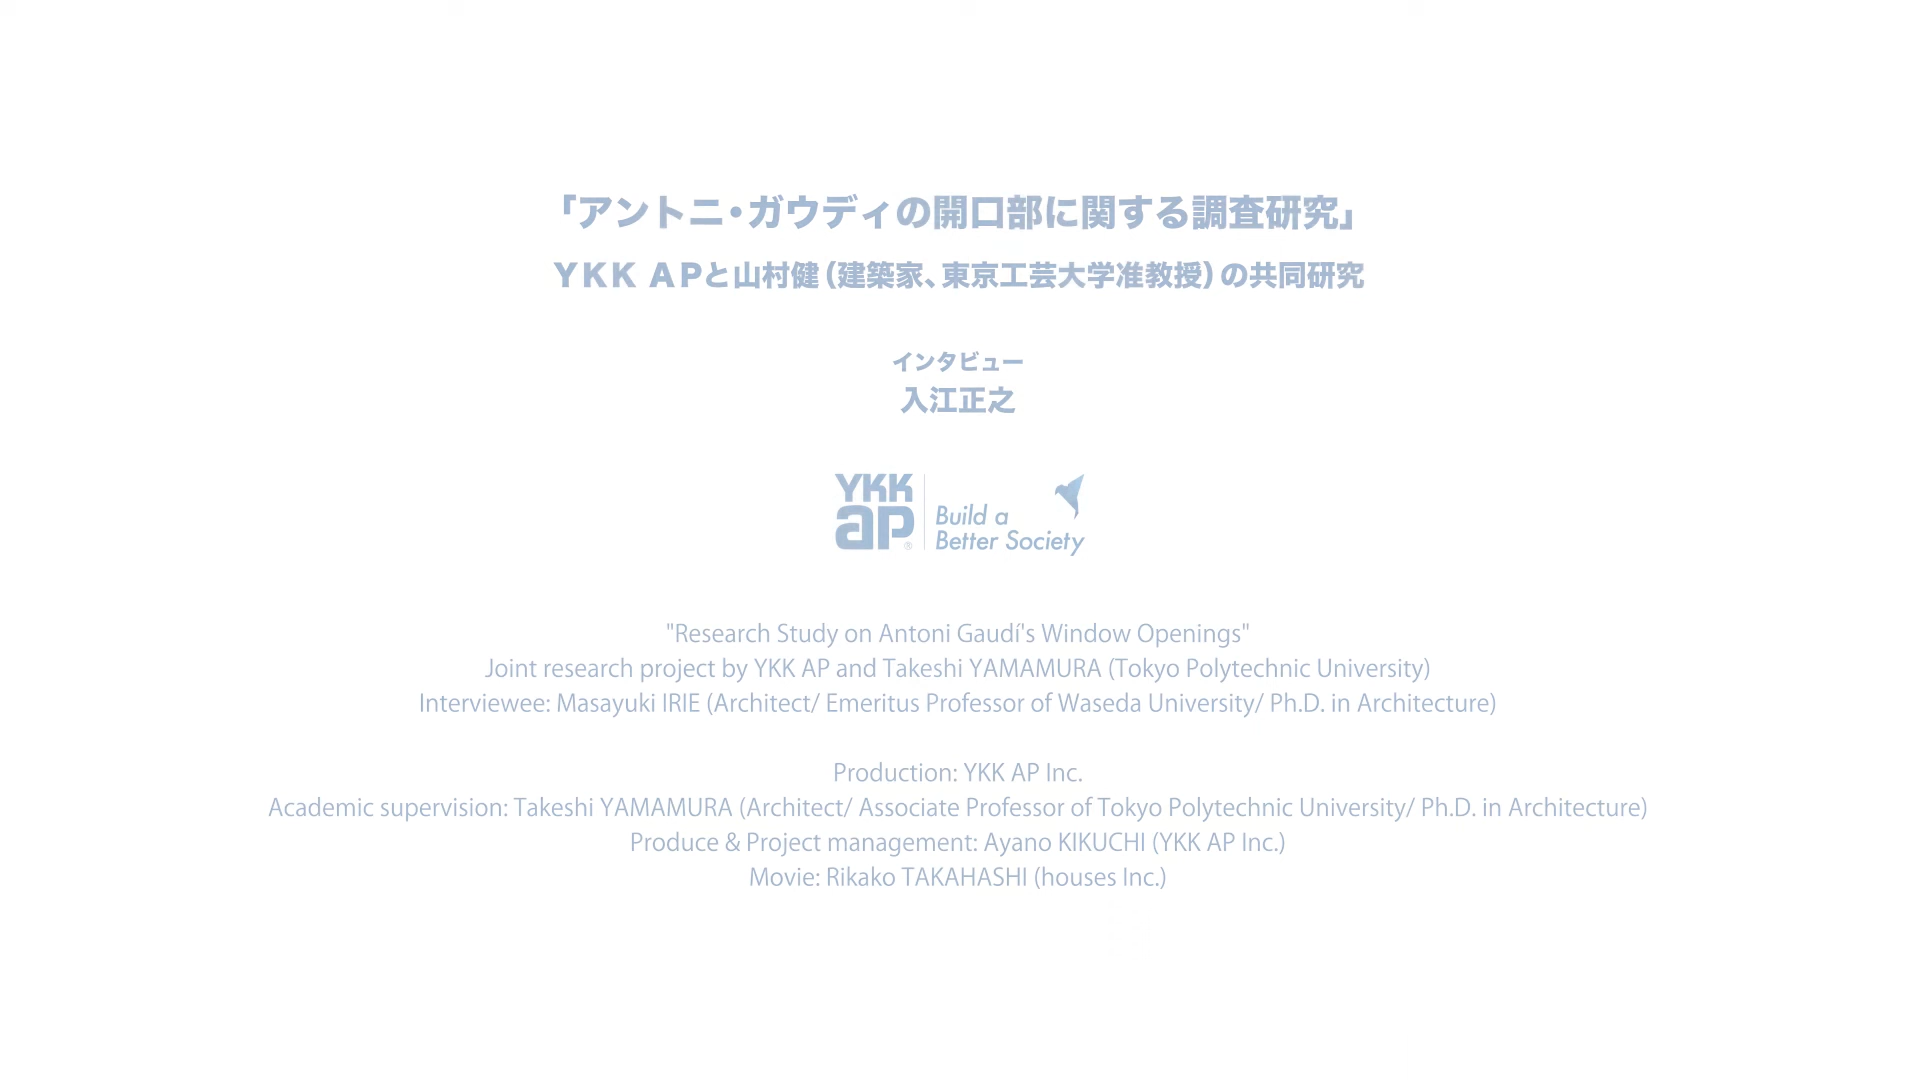 「アントニ・ガウディの開口部に関する調査研究」
YKK APと山村健（建築家、東京工芸大学准教授）の共同研究
インタビュー
入江正之
YKK
ap®
Build a
Better Society
"Research Study on Antoni Gaudí's Window Openings"
Joint research project by YKK AP and Takeshi YAMAMURA (Tokyo Polytechnic University)
Interviewee: Masayuki IRIE (Architect/ Emeritus Professor of Waseda University/ Ph.D. in Architecture)
Production: YKK AP Inc.
Academic supervision: Takeshi YAMAMURA (Architect/ Associate Professor of Tokyo Polytechnic University/ Ph.D. in Architecture)
Produce & Project management: Ayano KIKUCHI (YKK AP Inc.)
Movie: Rikako TAKAHASHI (houses Inc.)